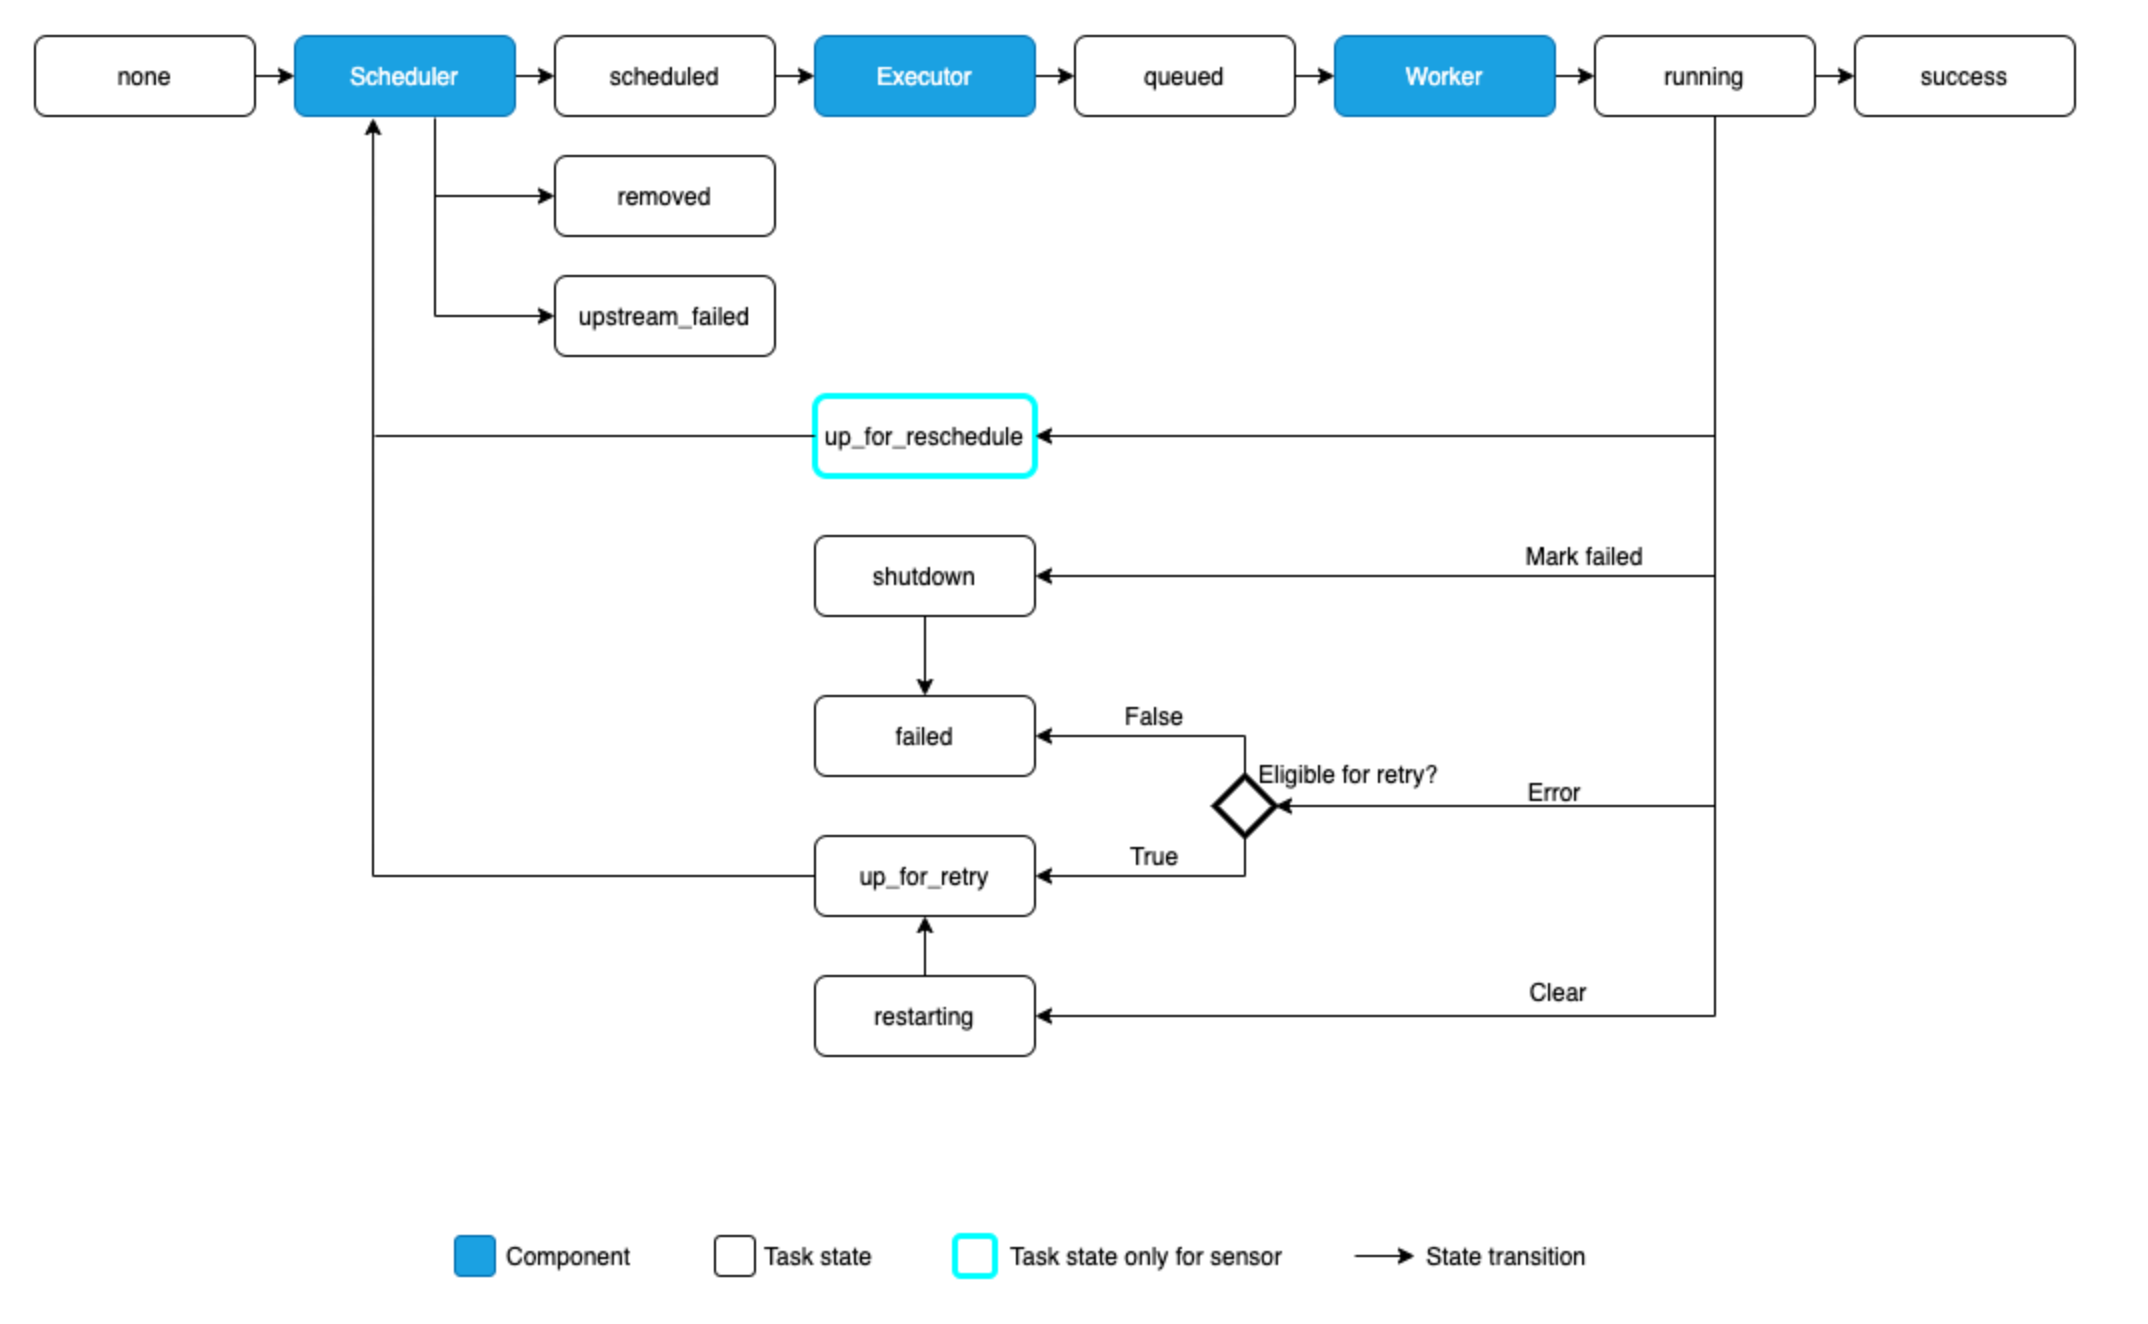 none
Scheduler
scheduled
Executor
queued
Worker
running
success
removed
upstream_failed
up_for_reschedule
Mark failed
shutdown
False
failed
Eligible for retry?
Error
True
up_for_retry
Clear
restarting
Component
Task state
Task state only for sensor
State transition